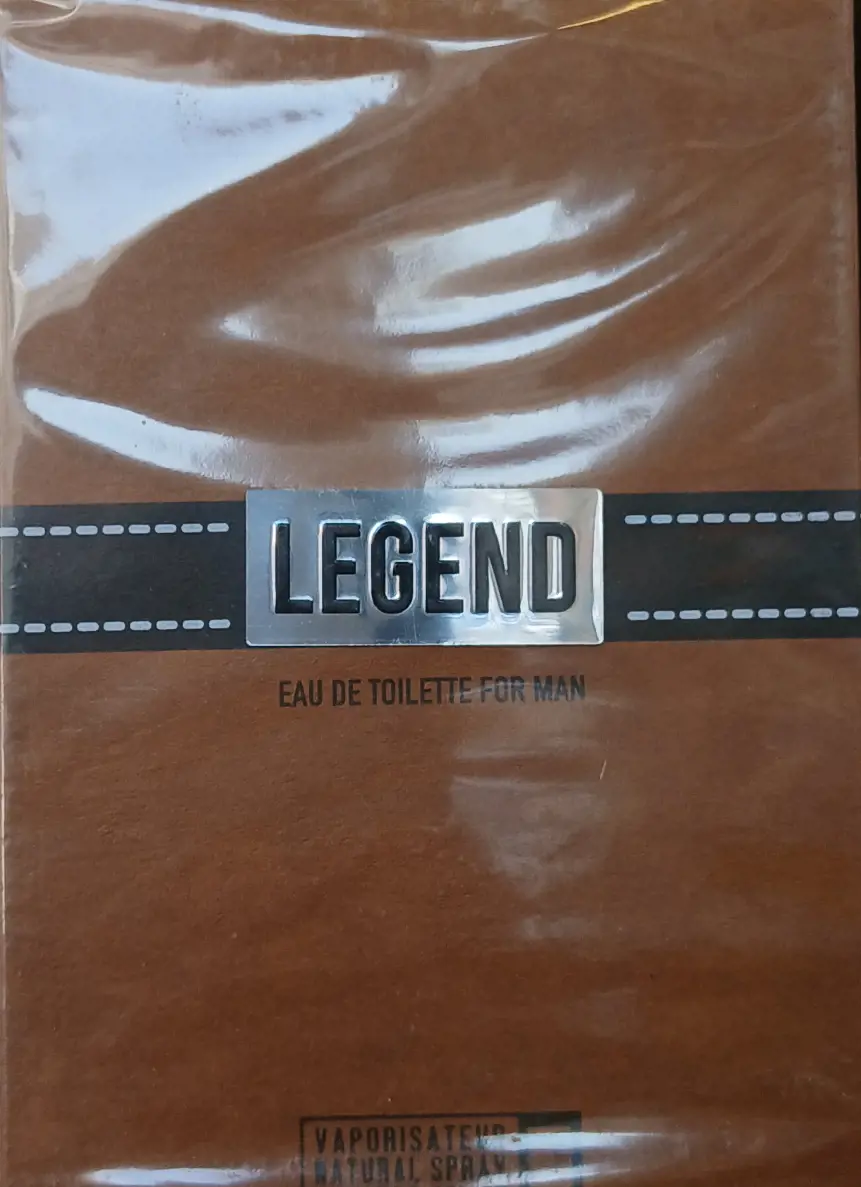 LEGEND
EAU DE TOILETTE FOR MAN
VAPORISATEUR
NATURAL SPRAY